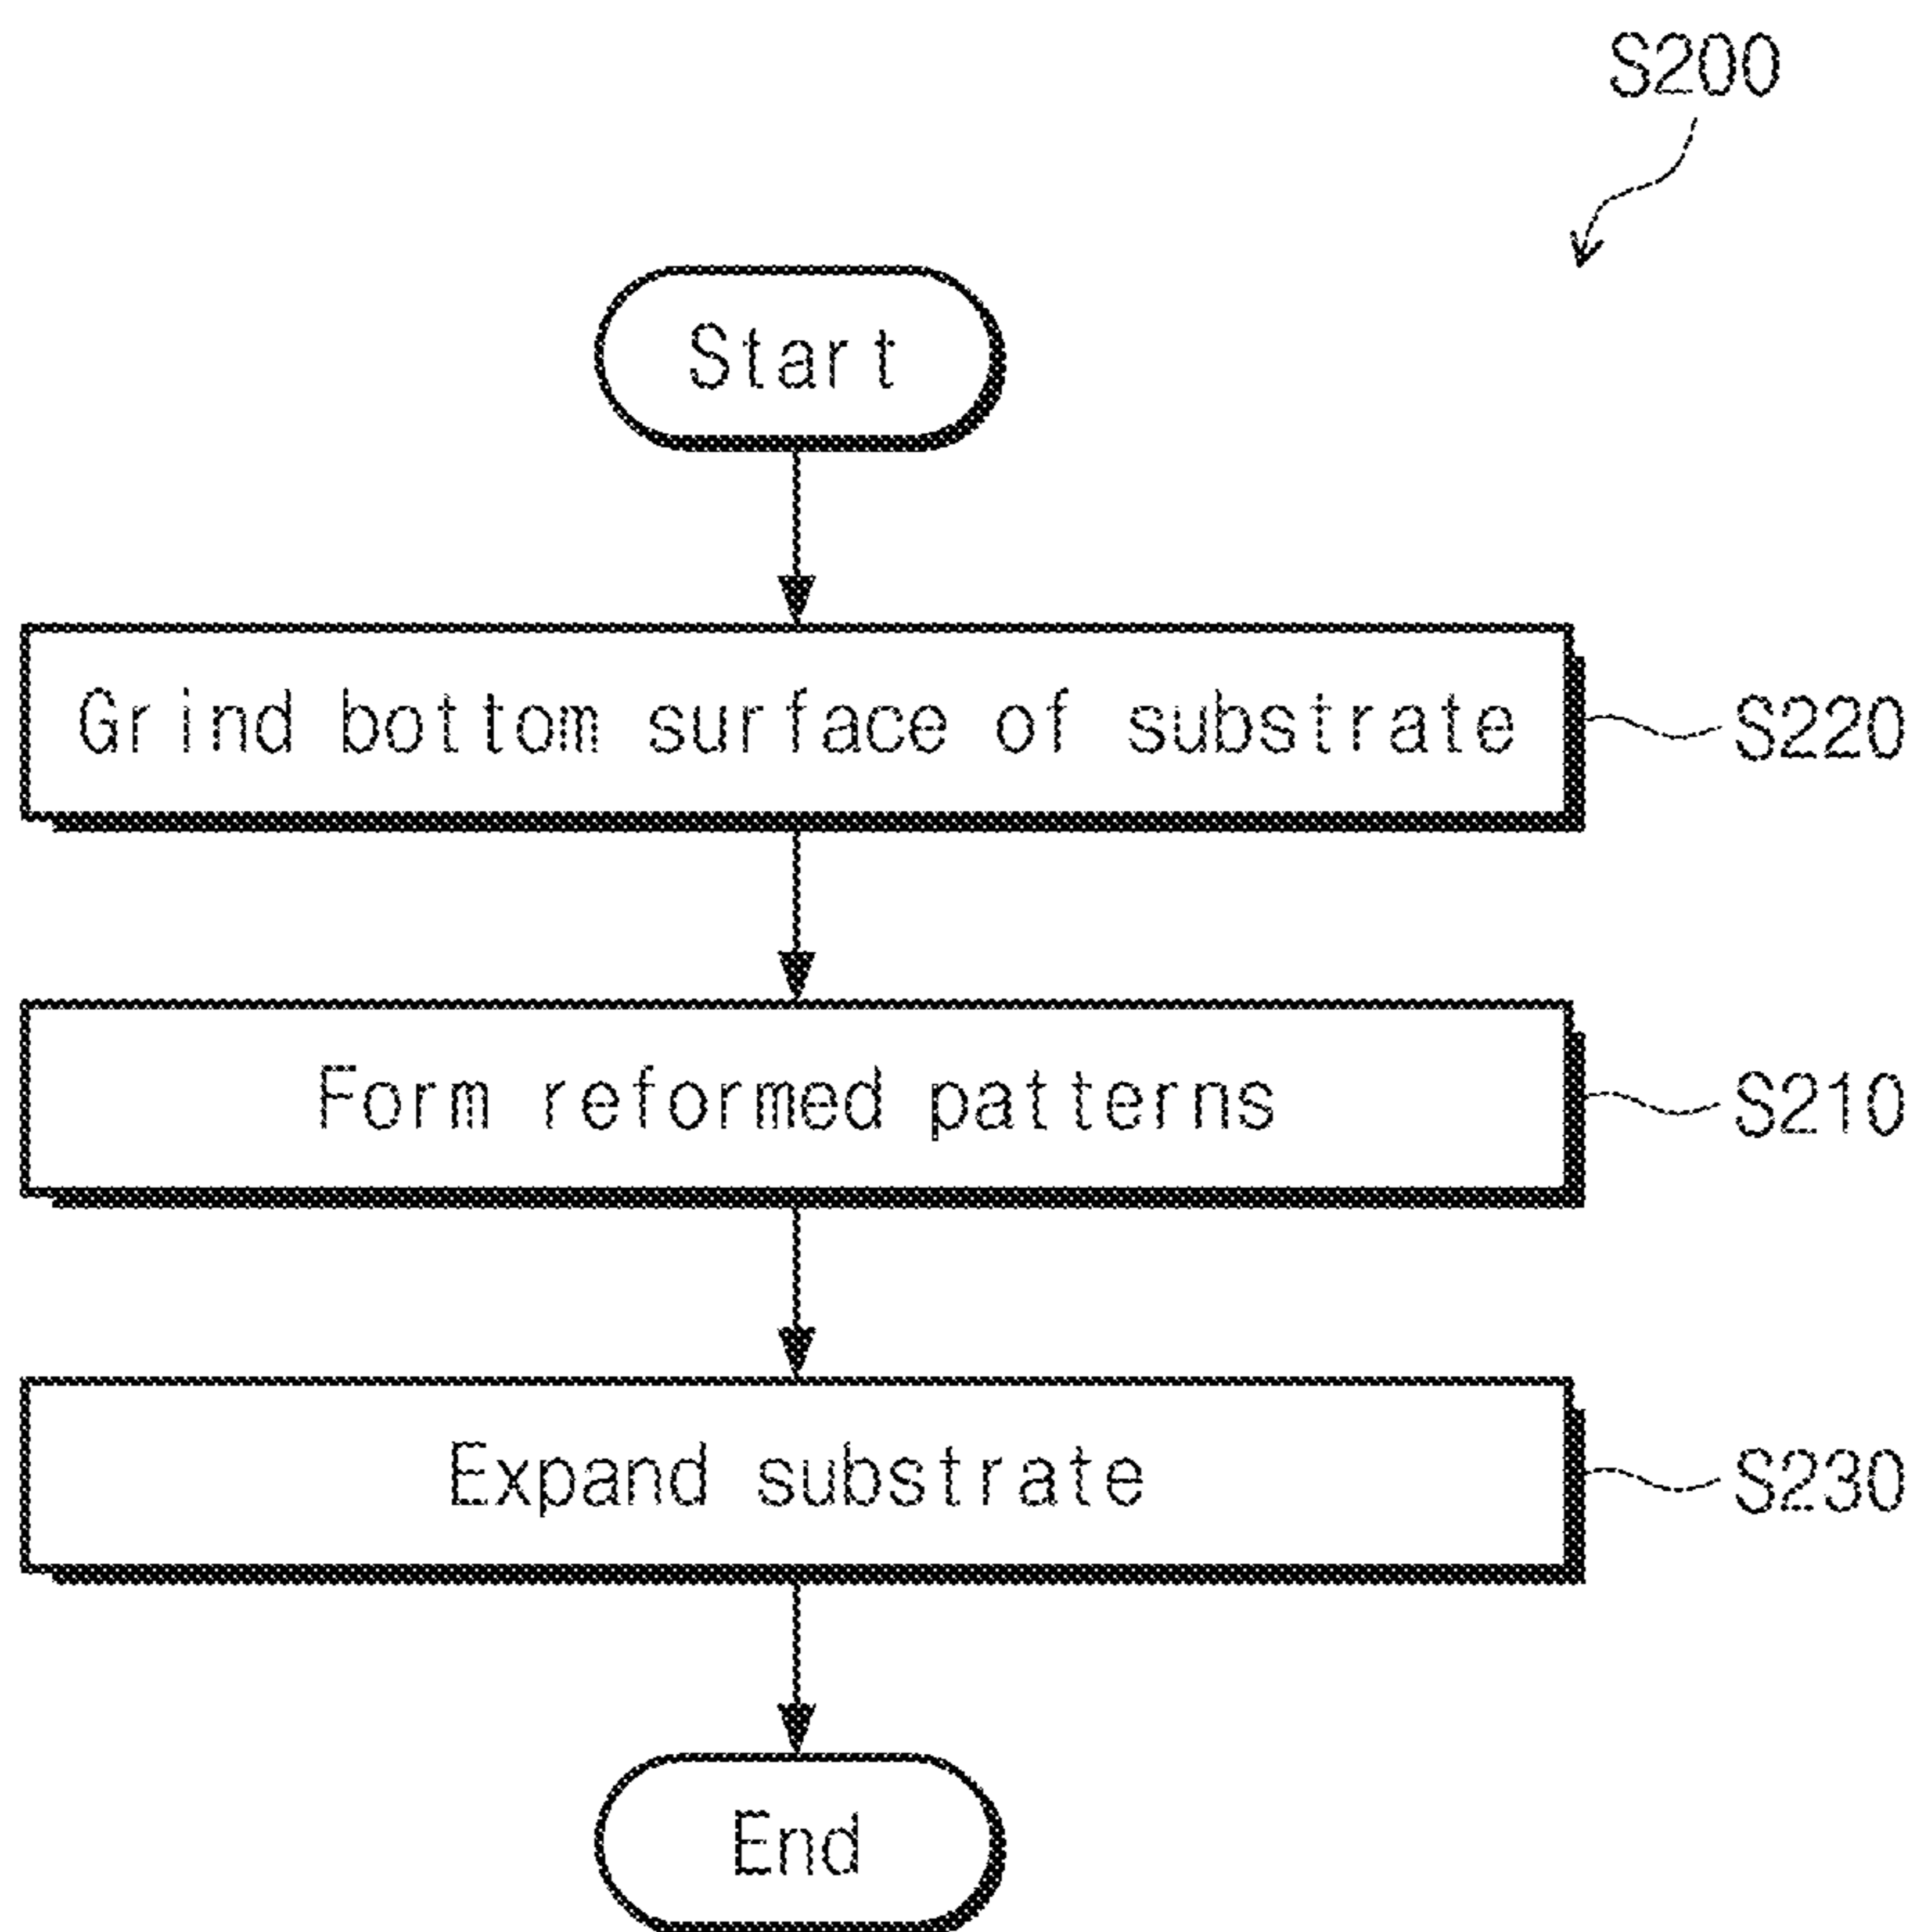 S200
Start
Grind bottom surface of substrate
S220
Form reformed patterns
S210
Expand substrate
S230
End